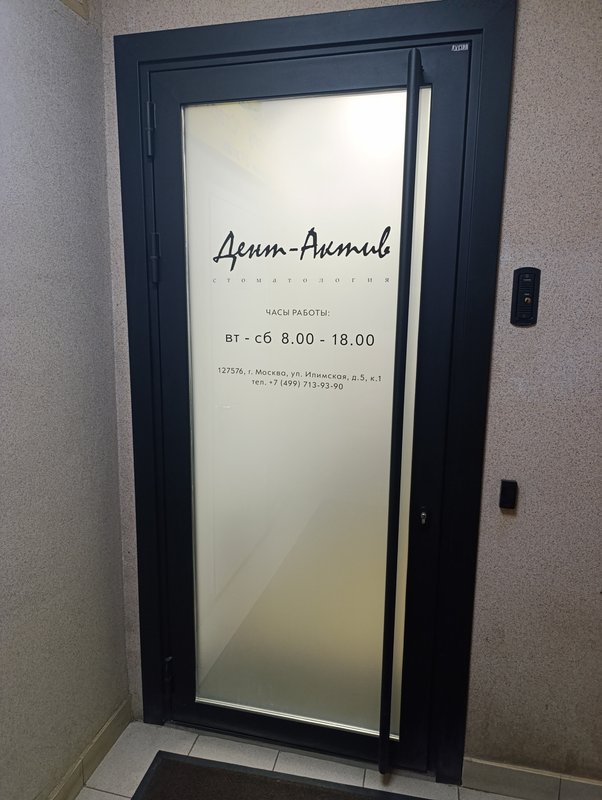 Дент-Актив
стоматология
ЧАСЫ РАБОТЫ:
вт - сб 8.00 - 18.00
127576, г. Москва, ул. Илимская, д.5, к.1
тел. +7 (499) 713-93-90